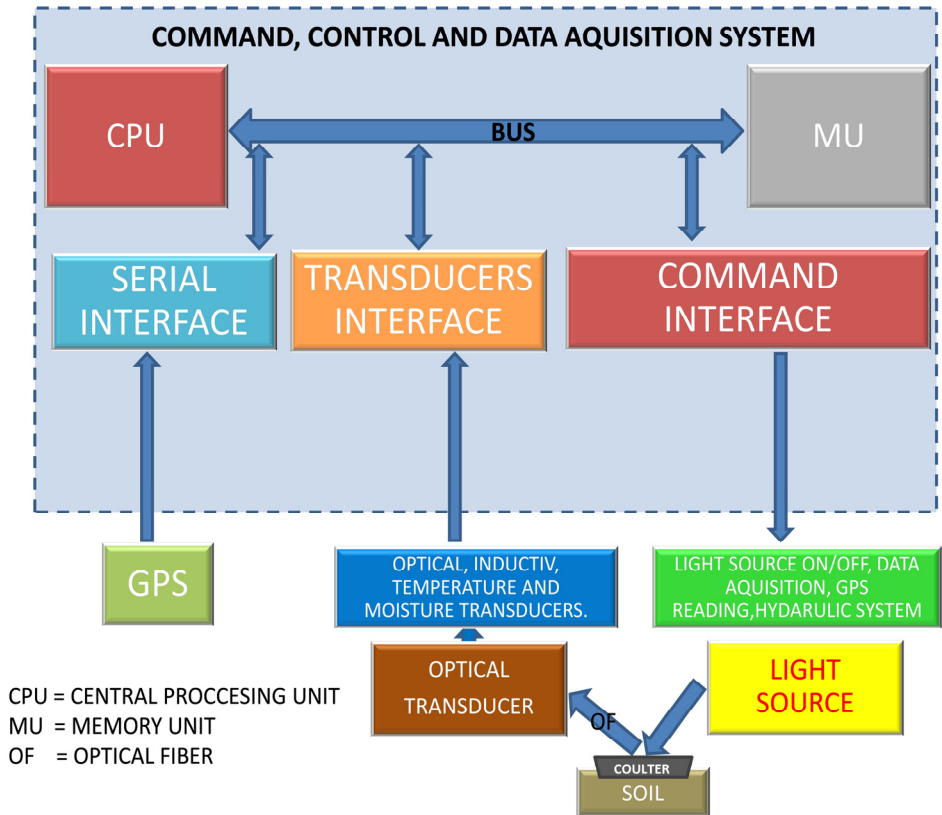 COMMAND, CONTROL AND DATA AQUISITION SYSTEM
CPU
BUS
MU
SERIAL
INTERFACE
TRANSDUCERS
INTERFACE
COMMAND
INTERFACE
GPS
OPTICAL, INDUCTIV,
TEMPERATURE AND
MOISTURE TRANSDUCERS.
LIGHT SOURCE ON/OFF, DATA
AQUISITION, GPS
READING,HYDARULIC SYSTEM
OPTICAL
TRANSDUCER
LIGHT
SOURCE
OF
COULTER
SOIL
CPU = CENTRAL PROCCESING UNIT
MU = MEMORY UNIT
OF = OPTICAL FIBER